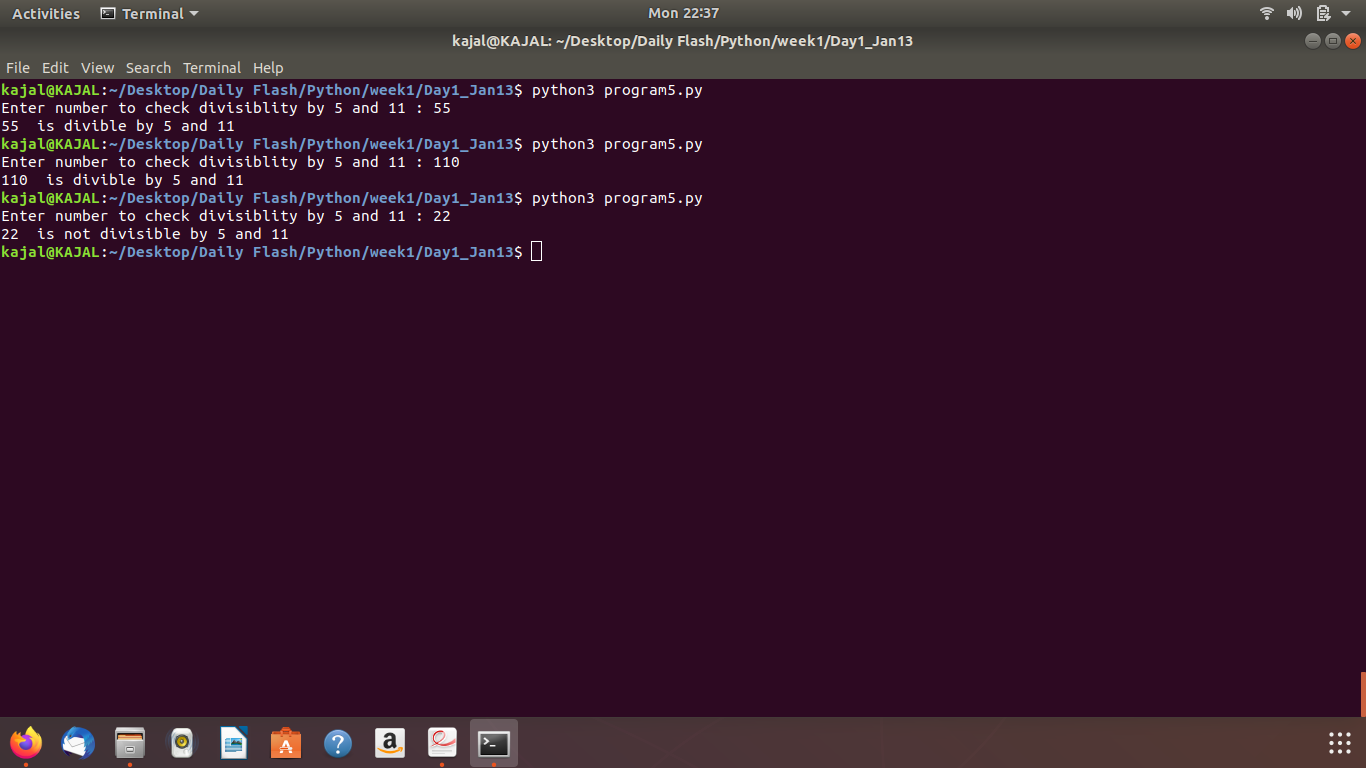 Activities Terminal Mon 22:37
kajal@KAJAL: ~/Desktop/Daily Flash/Python/week1/Day1_Jan13
File Edit View Search Terminal Help
kajal@KAJAL:~/Desktop/Daily Flash/Python/week1/Day1_Jan13$ python3 program5.py
Enter number to check divisiblity by 5 and 11 : 55
55  is divible by 5 and 11
kajal@KAJAL:~/Desktop/Daily Flash/Python/week1/Day1_Jan13$ python3 program5.py
Enter number to check divisiblity by 5 and 11 : 110
110  is divible by 5 and 11
kajal@KAJAL:~/Desktop/Daily Flash/Python/week1/Day1_Jan13$ python3 program5.py
Enter number to check divisiblity by 5 and 11 : 22
22  is not divisible by 5 and 11
kajal@KAJAL:~/Desktop/Daily Flash/Python/week1/Day1_Jan13$